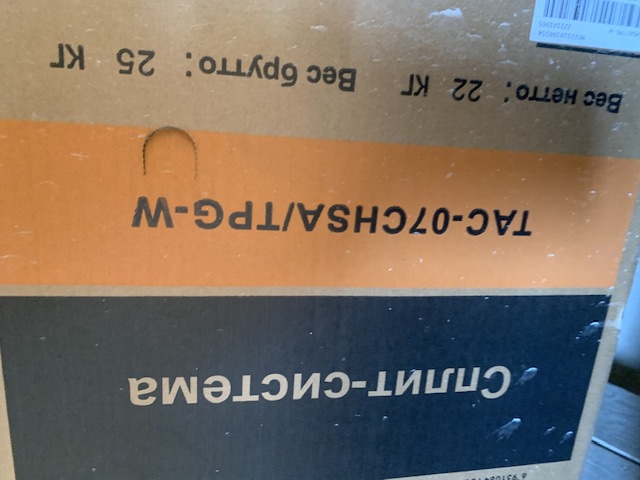 Сплит-система
TAC-07CHSA/TPG-W
Вес нетто: 22 КГ Вес брутто: 25 КГ